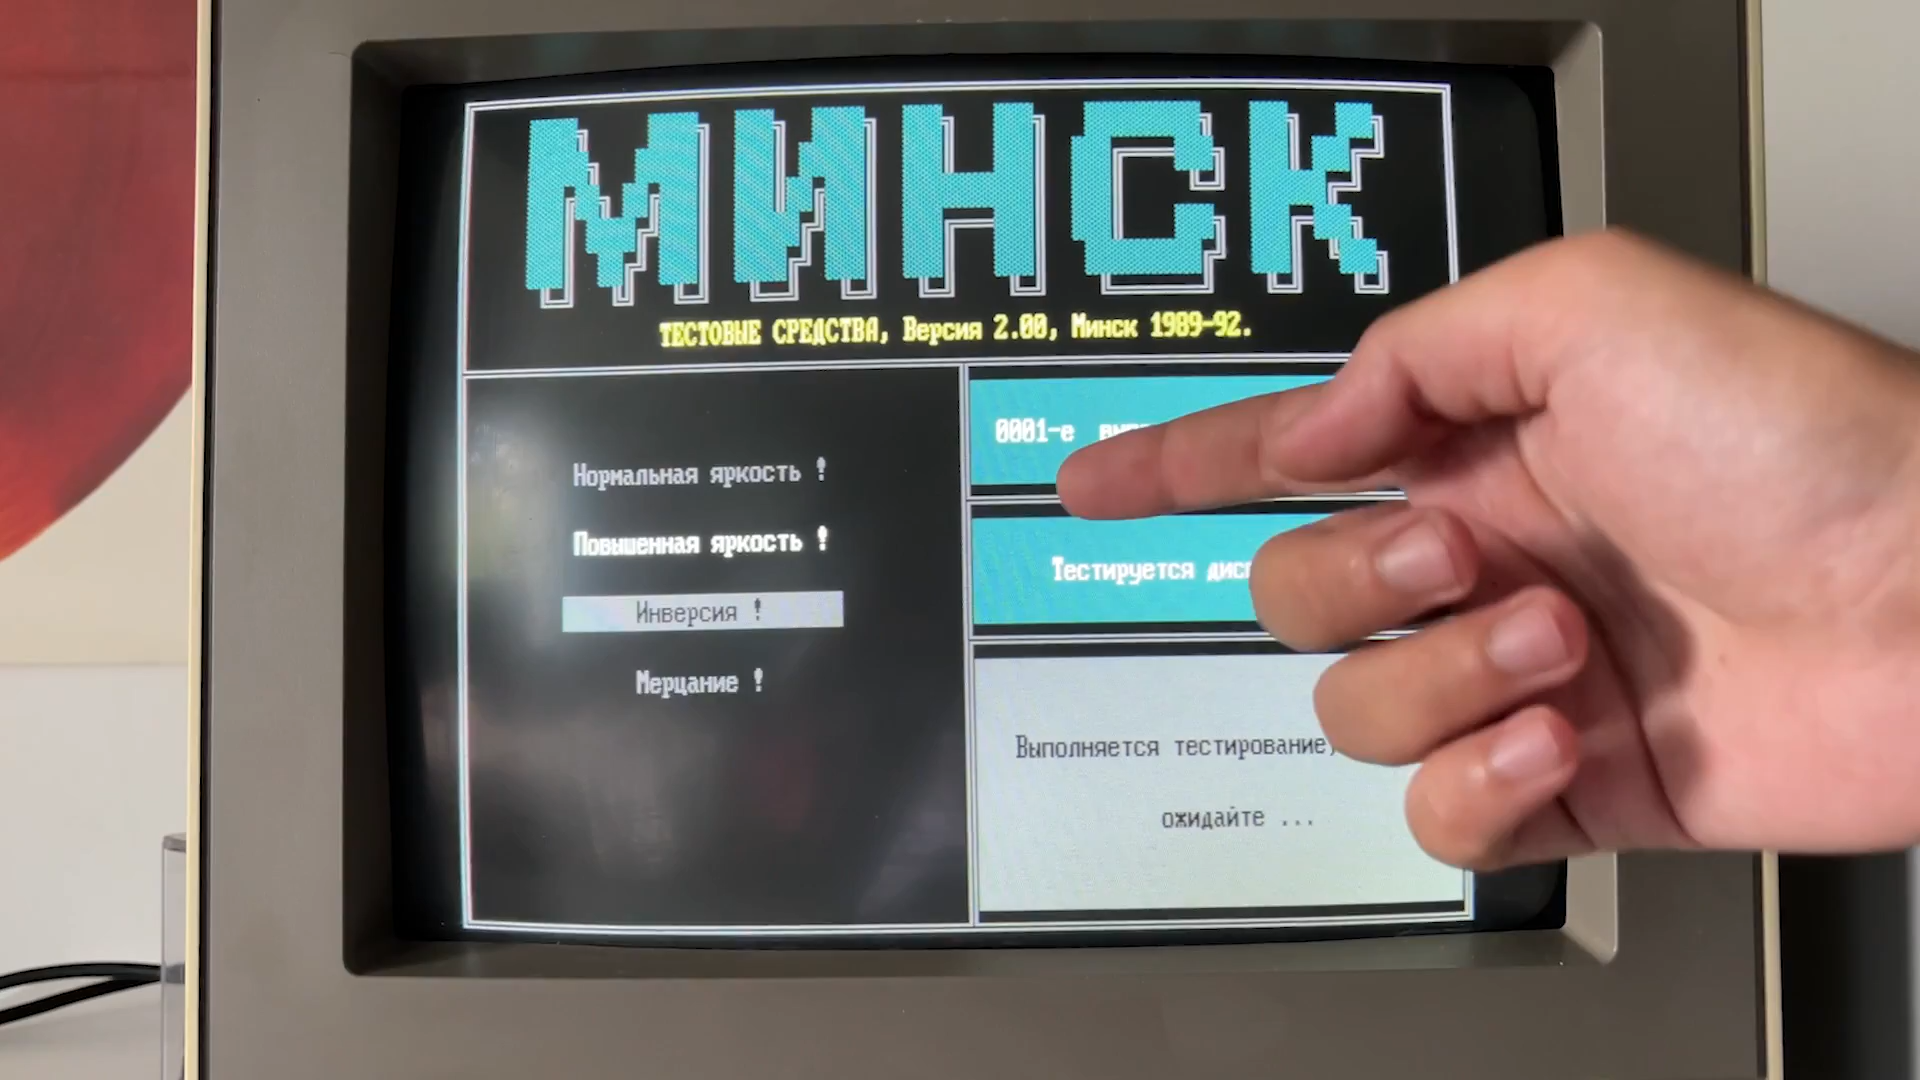 МИНСК
ТЕСТОВЫЕ СРЕДСТВА, Версия 2.00, Минск 1989-92.
Нормальная яркость !
Повышенная яркость !
Инверсия !
Мерцание !
0001-е
Тестируется
Выполняется тестирование,
ожидайте ...